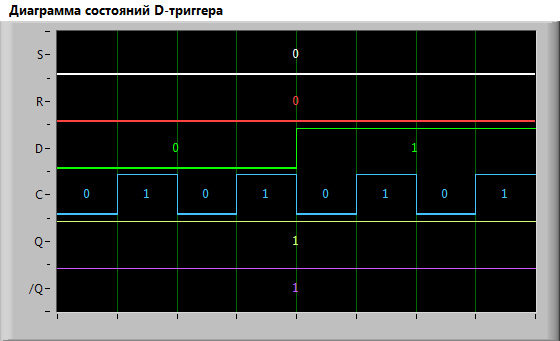 Диаграмма состояний D-триггера
S 0
R 0
D 0 1
C 0 1 0 1 0 1 0 1
Q 1
/Q 1